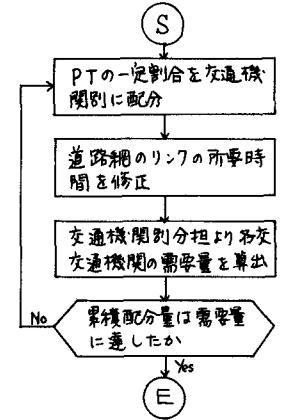 S
PTの一定割合を交通機
関別に配分
道路網のリンクの所要時
間を修正
交通機関別分担より各交
交通機関の需要量を算出
累積配分量は需要量
に達したか
No
Yes
E